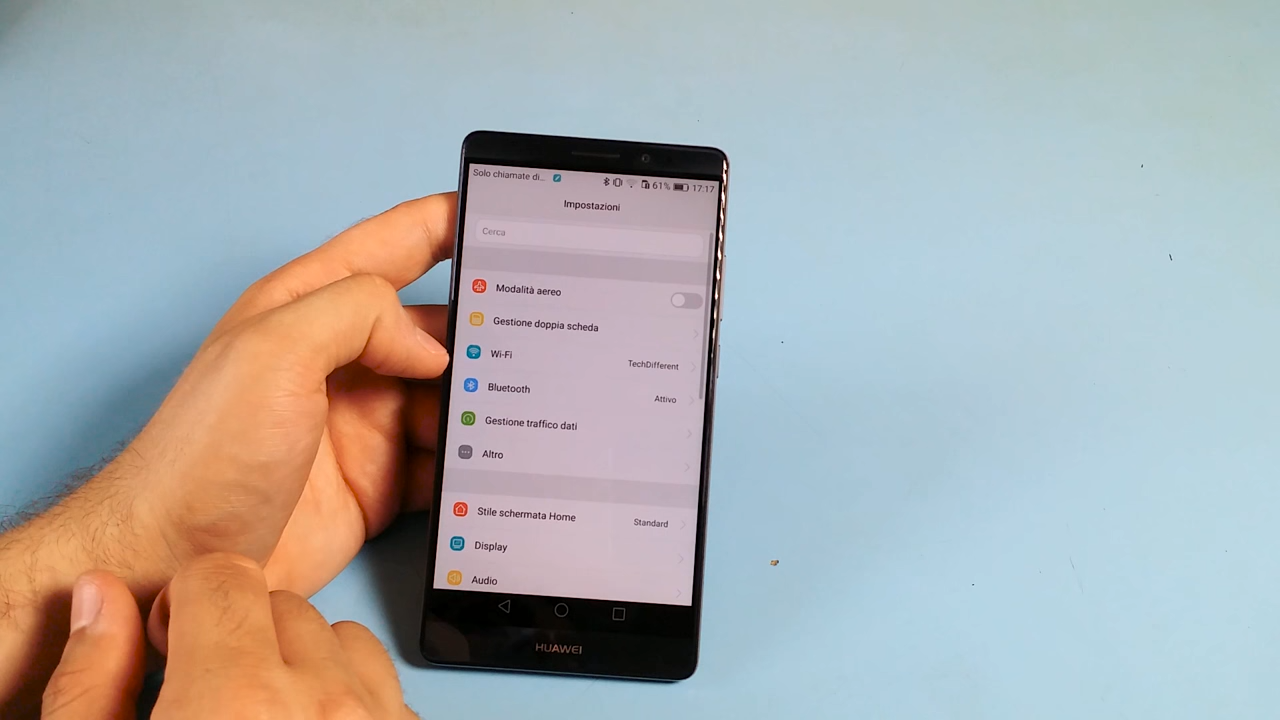 Solo chiamate di... 61% 17:17
Impostazioni
Cerca
Modalità aereo
Gestione doppia scheda
Wi-Fi TechDifferent
Bluetooth Attivo
Gestione traffico dati
Altro
Stile schermata Home Standard
Display
Audio
HUAWEI